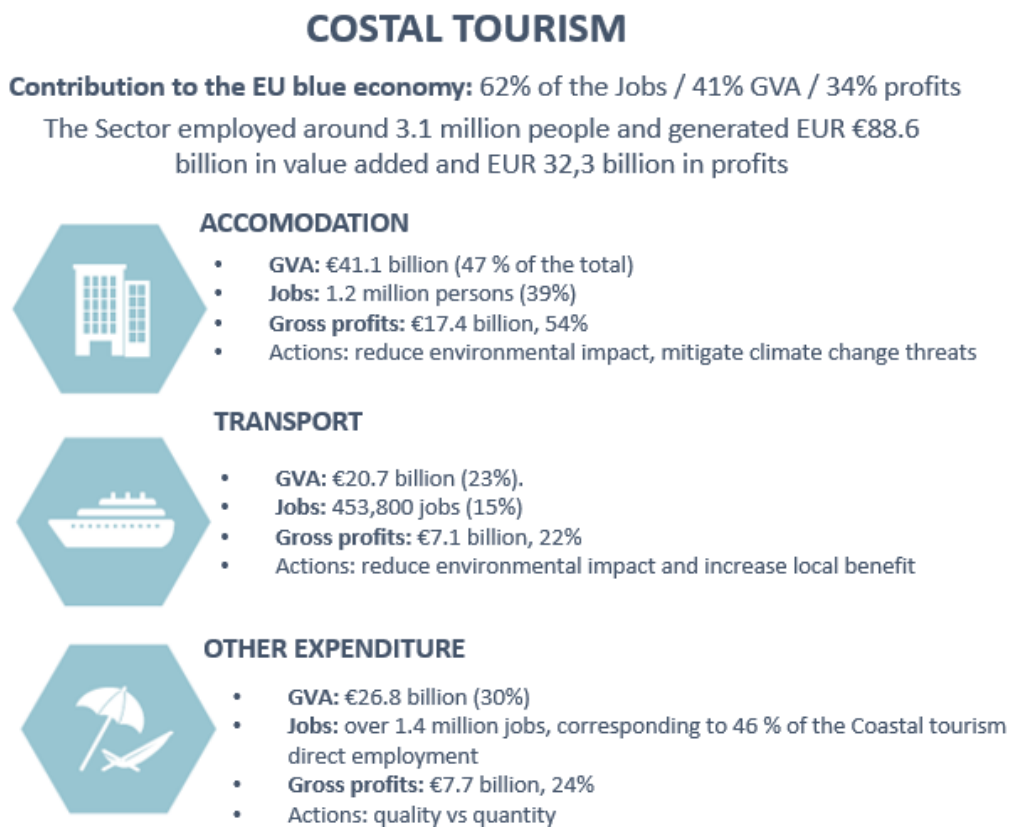 COSTAL TOURISM
Contribution to the EU blue economy: 62% of the Jobs / 41% GVA / 34% profits
The Sector employed around 3.1 million people and generated EUR €88.6
billion in value added and EUR 32,3 billion in profits
ACCOMODATION
• GVA: €41.1 billion (47 % of the total)
• Jobs: 1.2 million persons (39%)
• Gross profits: €17.4 billion, 54%
• Actions: reduce environmental impact, mitigate climate change threats
TRANSPORT
• GVA: €20.7 billion (23%).
• Jobs: 453,800 jobs (15%)
• Gross profits: €7.1 billion, 22%
• Actions: reduce environmental impact and increase local benefit
OTHER EXPENDITURE
• GVA: €26.8 billion (30%)
• Jobs: over 1.4 million jobs, corresponding to 46 % of the Coastal tourism
direct employment
• Gross profits: €7.7 billion, 24%
• Actions: quality vs quantity